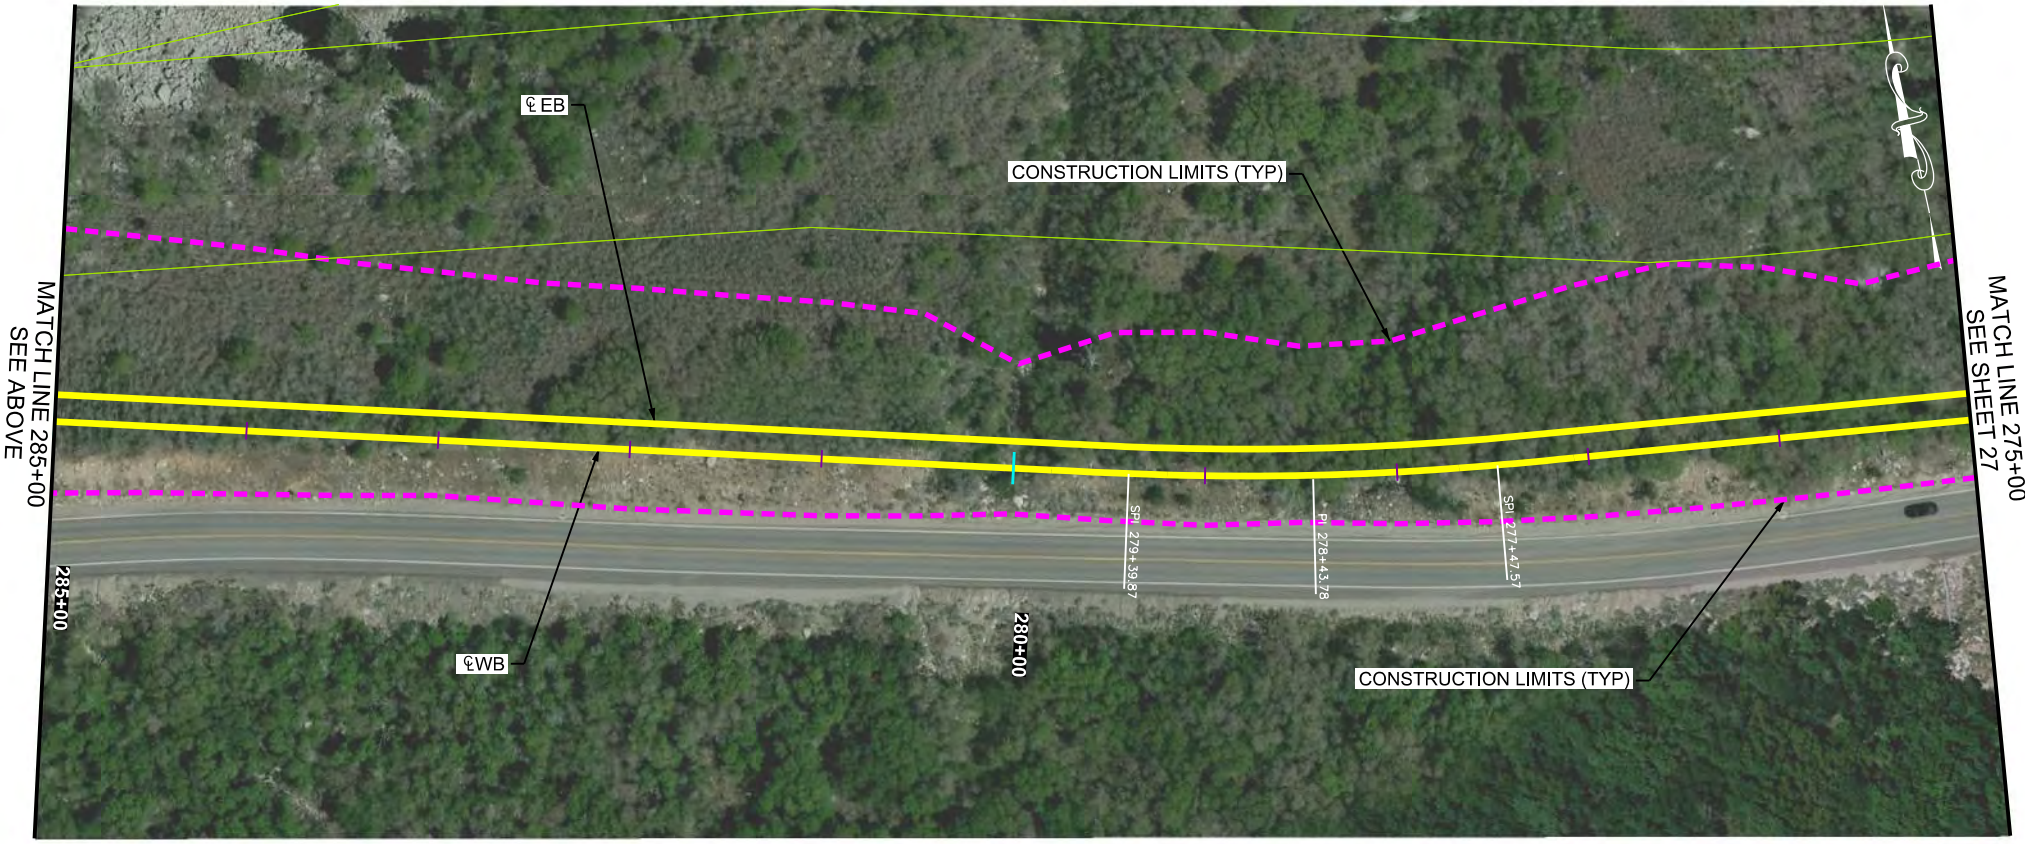 ℄ EB
CONSTRUCTION LIMITS (TYP)
MATCH LINE 285+00
SEE ABOVE
MATCH LINE 275+00
SEE SHEET 27
SPI 279+39.87
PI 278+43.78
SPI 277+47.57
285+00
280+00
℄ WB
CONSTRUCTION LIMITS (TYP)